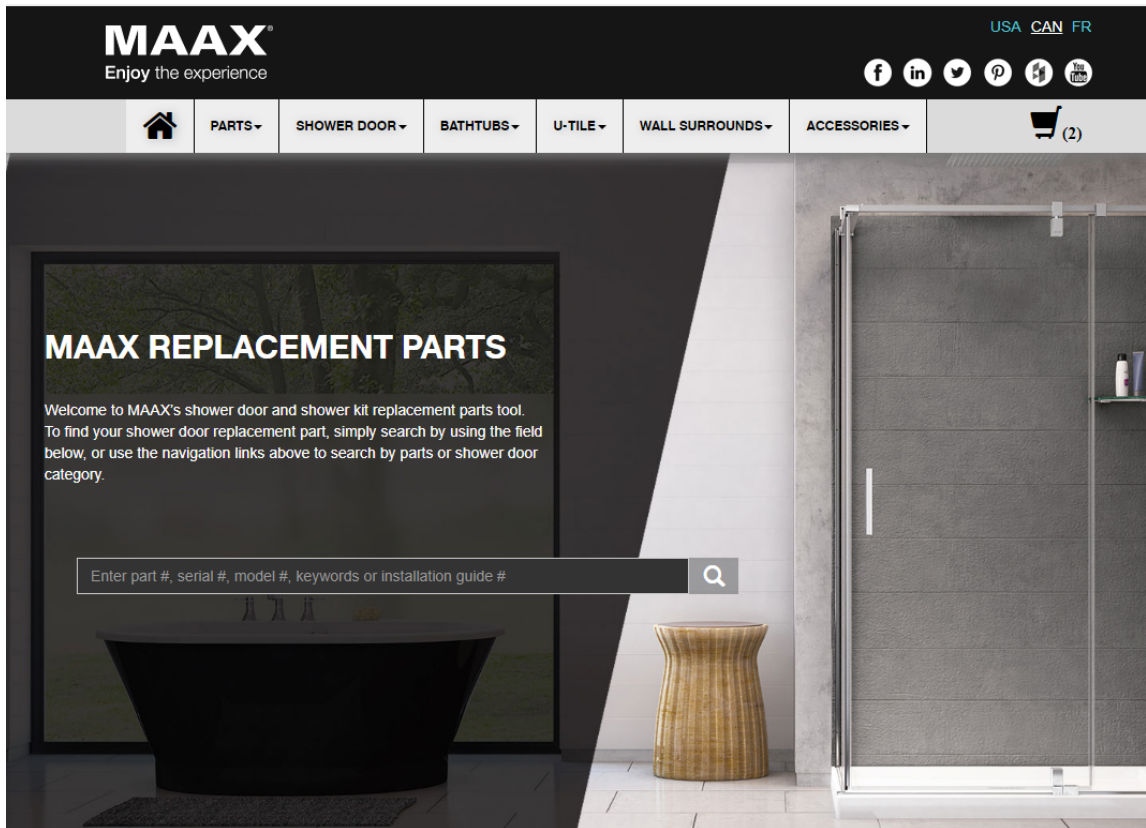 MAAX®
Enjoy the experience
USA CAN FR
f in You Tube
PARTS SHOWER DOOR BATHTUBS U-TILE WALL SURROUNDS ACCESSORIES (2)
MAAX REPLACEMENT PARTS
Welcome to MAAX's shower door and shower kit replacement parts tool.
To find your shower door replacement part, simply search by using the field
below, or use the navigation links above to search by parts or shower door
category.
Enter part #, serial #, model #, keywords or installation guide #